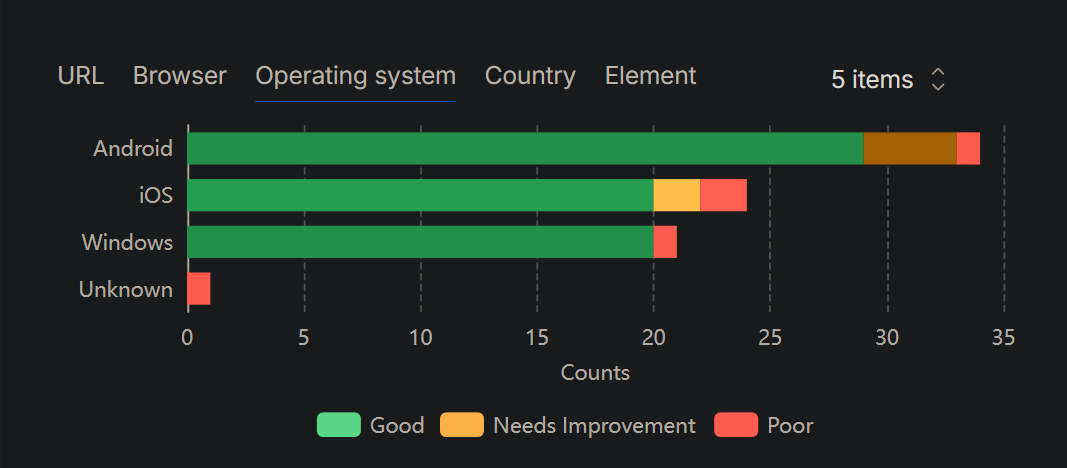 URL Browser Operating system Country Element 5 items
Android
iOS
Windows
Unknown
0 5 10 15 20 25 30 35
Counts
Good Needs Improvement Poor